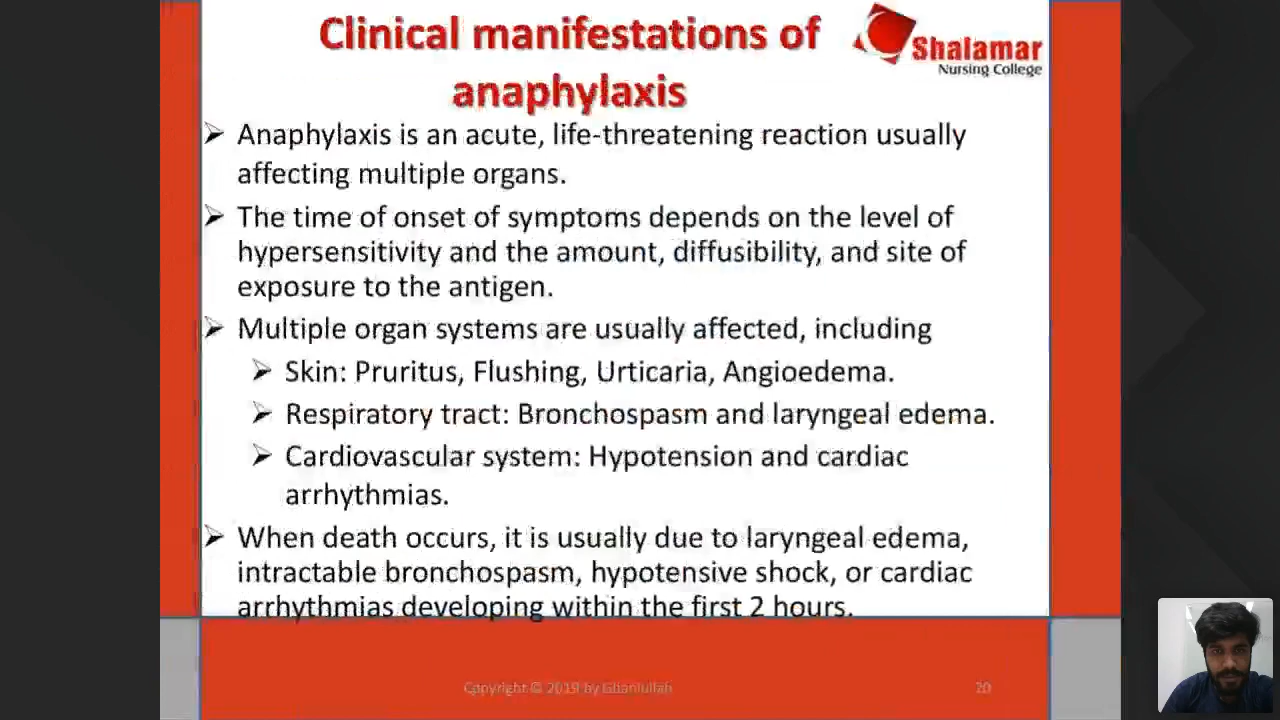 Clinical manifestations of
anaphylaxis
Shalamar
Nursing College
Anaphylaxis is an acute, life-threatening reaction usually
affecting multiple organs.
The time of onset of symptoms depends on the level of
hypersensitivity and the amount, diffusibility, and site of
exposure to the antigen.
Multiple organ systems are usually affected, including
Skin: Pruritus, Flushing, Urticaria, Angioedema.
Respiratory tract: Bronchospasm and laryngeal edema.
Cardiovascular system: Hypotension and cardiac
arrhythmias.
When death occurs, it is usually due to laryngeal edema,
intractable bronchospasm, hypotensive shock, or cardiac
arrhythmias developing within the first 2 hours.
Copyright © 2019 by Ghaniullah
20